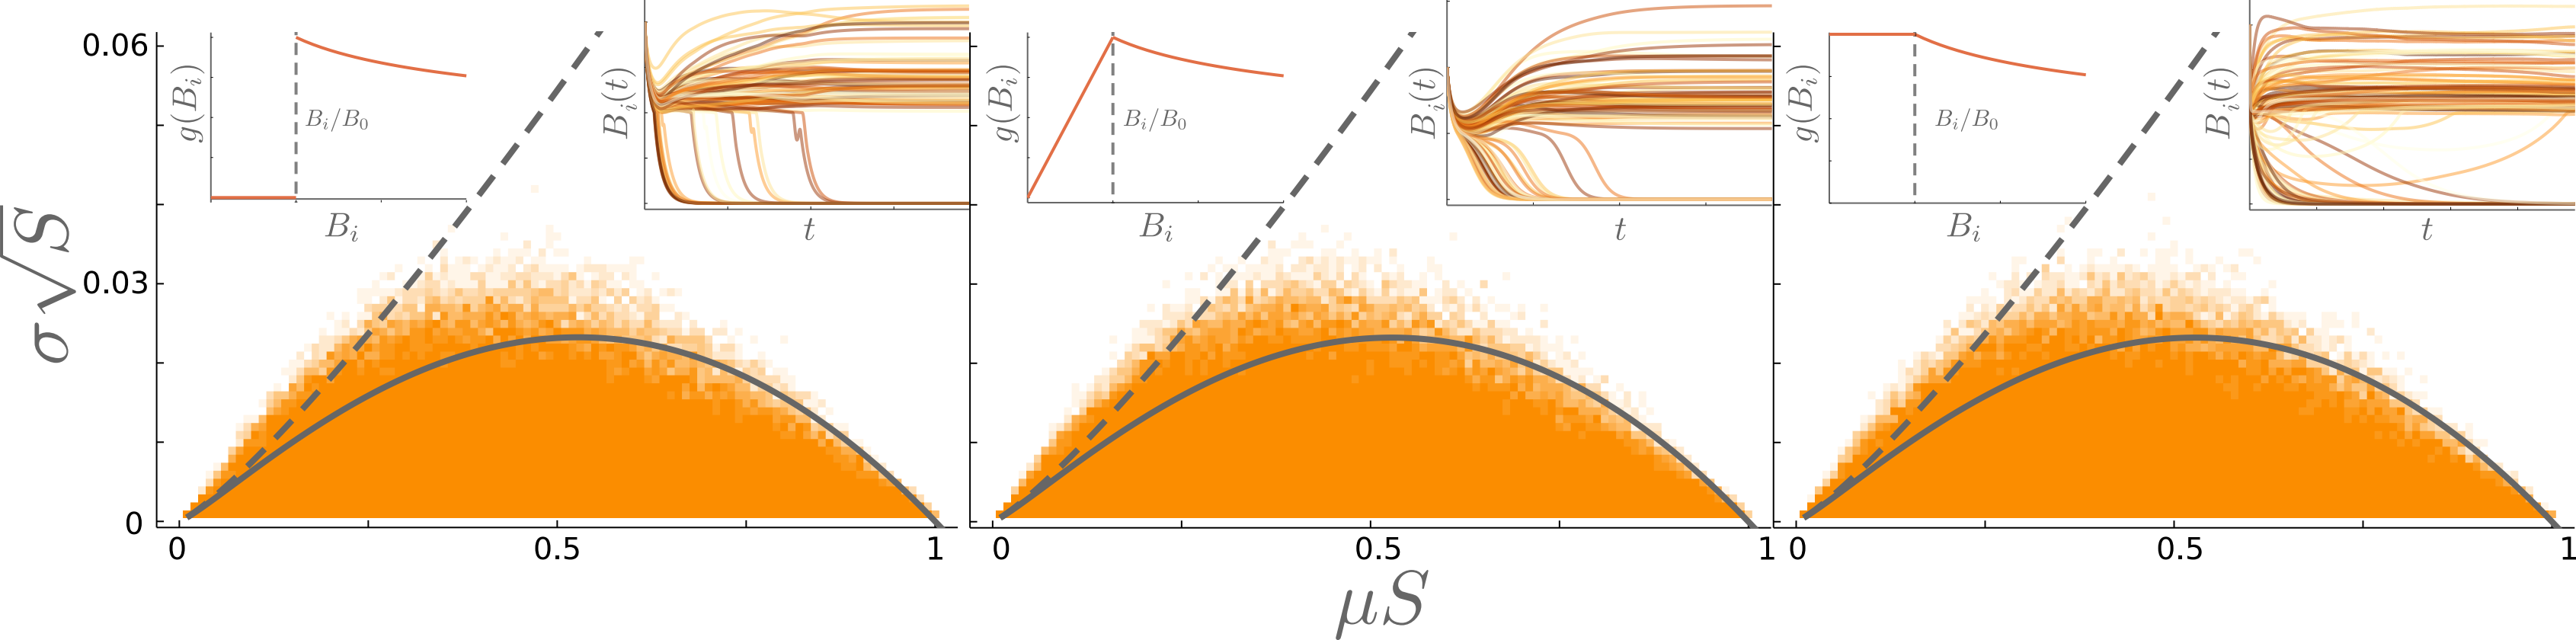 0.06
0.03
0
σ√S
g(B_i)
B_i/B_0
B_i
B_i(t)
t
0 0.5 1
g(B_i)
B_i/B_0
B_i
B_i(t)
t
0 0.5 1
g(B_i)
B_i/B_0
B_i
B_i(t)
t
0 0.5 1
μS